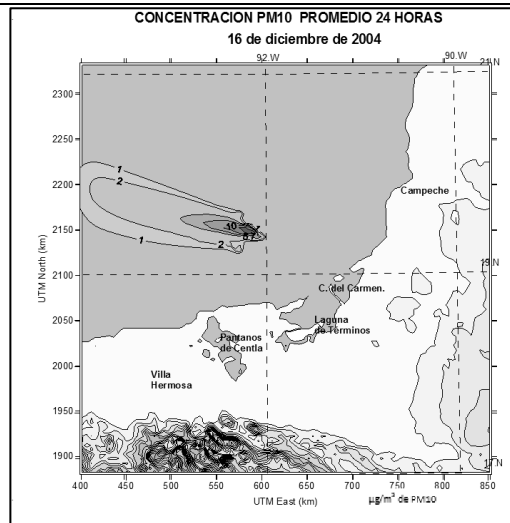 CONCENTRACION PM10 PROMEDIO 24 HORAS
16 de diciembre de 2004
92.W
90.W
21.N
2300
2250
2200
2150
2100
2050
2000
1950
1900
UTM North (km)
1
2
10
1
2
Campeche
19.N
C. del Carmen.
Laguna
de Términos
Pantanos
de Centla
Villa
Hermosa
17.N
400
450
500
550
600
650
700
750
800
850
UTM East (km)
µg/m³ de PM10